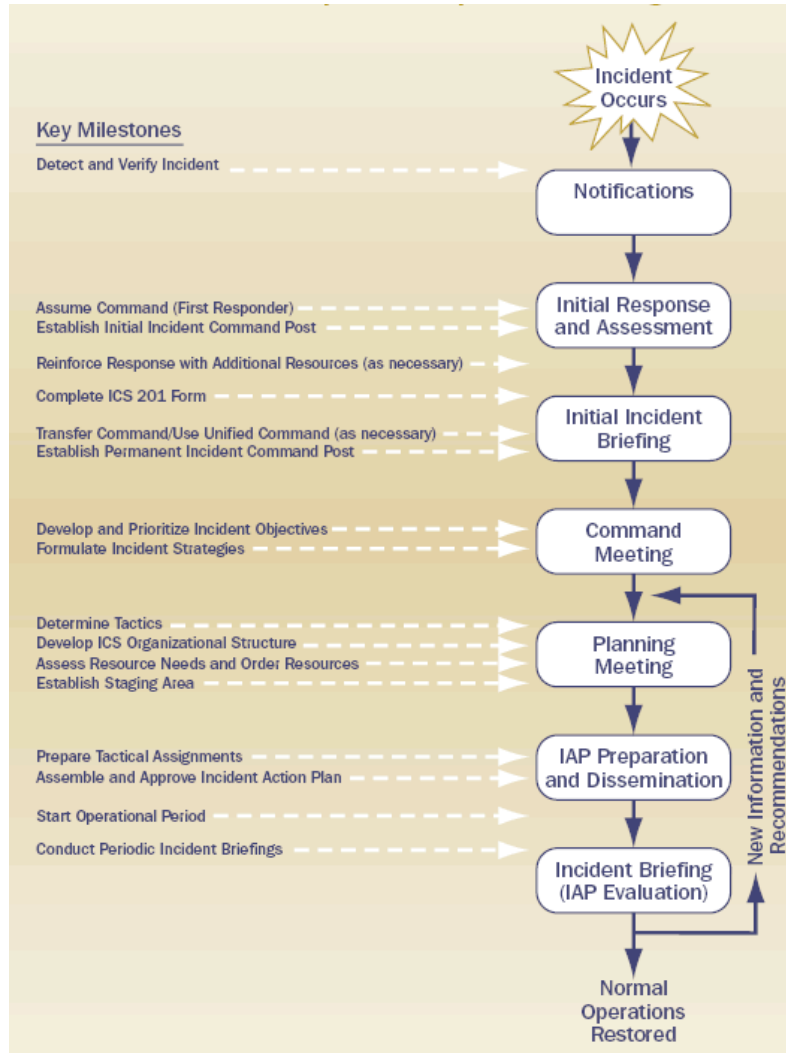 Incident
Occurs
Key Milestones
Detect and Verify Incident
Notifications
Assume Command (First Responder)
Establish Initial Incident Command Post
Initial Response
and Assessment
Reinforce Response with Additional Resources (as necessary)
Complete ICS 201 Form
Transfer Command/Use Unified Command (as necessary)
Establish Permanent Incident Command Post
Initial Incident
Briefing
Develop and Prioritize Incident Objectives
Formulate Incident Strategies
Command
Meeting
Determine Tactics
Develop ICS Organizational Structure
Assess Resource Needs and Order Resources
Establish Staging Area
Planning
Meeting
New Information and
Recommendations
Prepare Tactical Assignments
Assemble and Approve Incident Action Plan
IAP Preparation
and Dissemination
Start Operational Period
Conduct Periodic Incident Briefings
Incident Briefing
(IAP Evaluation)
Normal
Operations
Restored